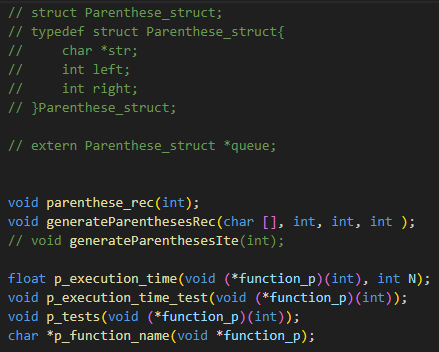 // struct Parenthese_struct;
// typedef struct Parenthese_struct{
//     char *str;
//     int left;
//     int right;
// }Parenthese_struct;
// extern Parenthese_struct *queue;
void parenthese_rec(int);
void generateParenthesesRec(char [], int, int, int );
// void generateParenthesesIte(int);
float p_execution_time(void (*function_p)(int), int N);
void p_execution_time_test(void (*function_p)(int));
void p_tests(void (*function_p)(int));
char *p_function_name(void *function_p);